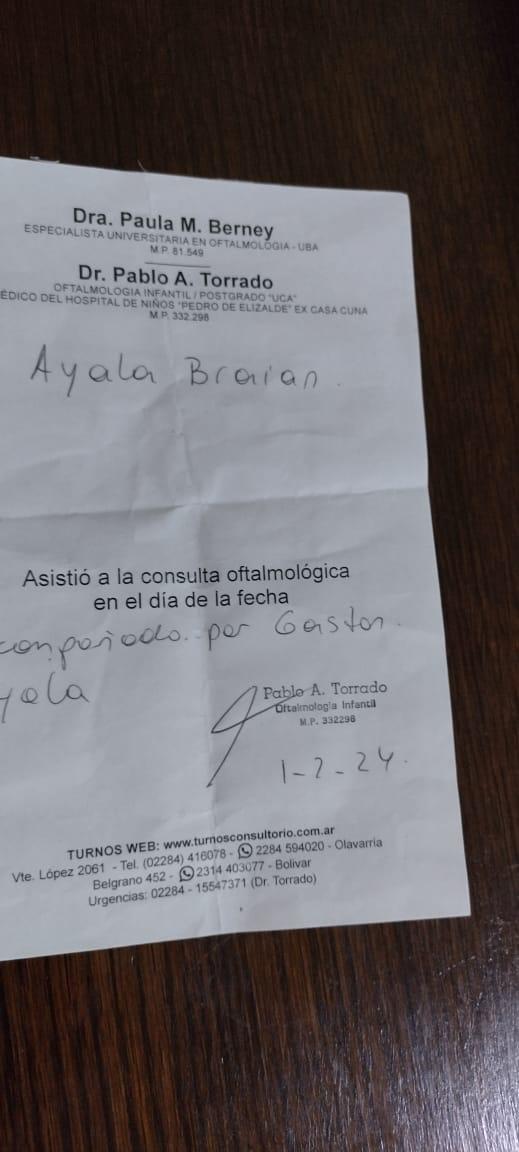 Dra. Paula M. Berney
ESPECIALISTA UNIVERSITARIA EN OFTALMOLOGIA - UBA
M.P. 81.549
Dr. Pablo A. Torrado
OFTALMOLOGIA INFANTIL / POSTGRADO "UCA"
ÉDICO DEL HOSPITAL DE NIÑOS "PEDRO DE ELIZALDE" EX CASA CUNA
M.P. 332.298
Ayala Braian.
Asistió a la consulta oftalmológica
en el día de la fecha
compañado por Gaston.
yala
Pablo A. Torrado
Oftalmología Infantil
M.P. 332298
1-2-24.
TURNOS WEB: www.turnosconsultorio.com.ar
Vte. López 2061 - Tel. (02284) 416078 - 2284 594020 - Olavarría
Belgrano 452 - 2314 403077 - Bolivar
Urgencias: 02284 - 15547371 (Dr. Torrado)